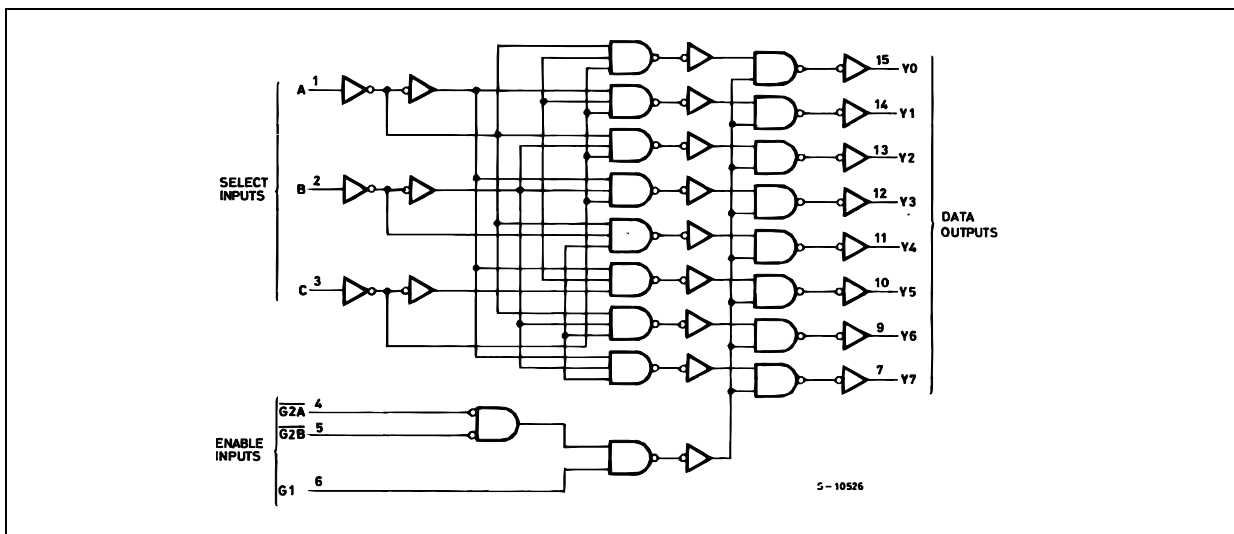 A 1
B 2
C 3
SELECT
INPUTS
15 Y0
14 Y1
13 Y2
12 Y3
11 Y4
10 Y5
9 Y6
7 Y7
DATA
OUTPUTS
G2A 4
G2B 5
G1 6
ENABLE
INPUTS
S-10526